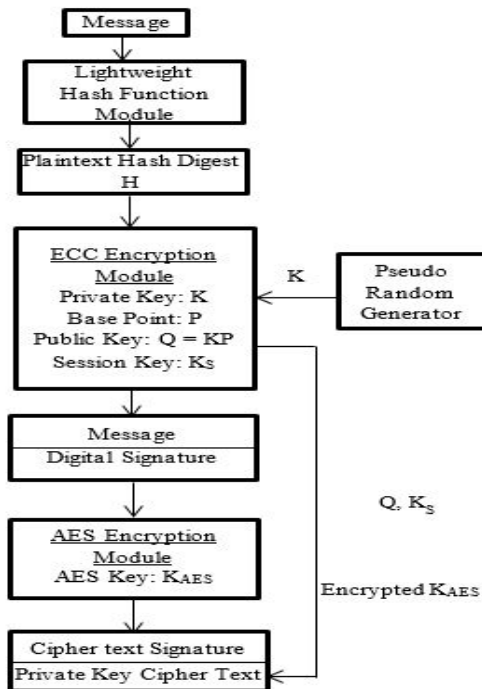 Message
Lightweight
Hash Function
Module
Plaintext Hash Digest
H
ECC Encryption
Module
Private Key: K
Base Point: P
Public Key: Q = KP
Session Key: KS
K
Pseudo
Random
Generator
Message
Digital Signature
Q, KS
AES Encryption
Module
AES Key: KAES
Encrypted KAES
Cipher text Signature
Private Key Cipher Text